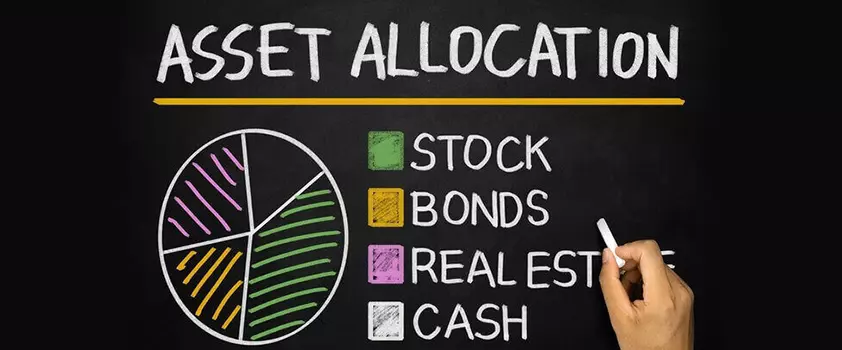 ASSET ALLOCATION
STOCK
BONDS
REAL EST
CASH